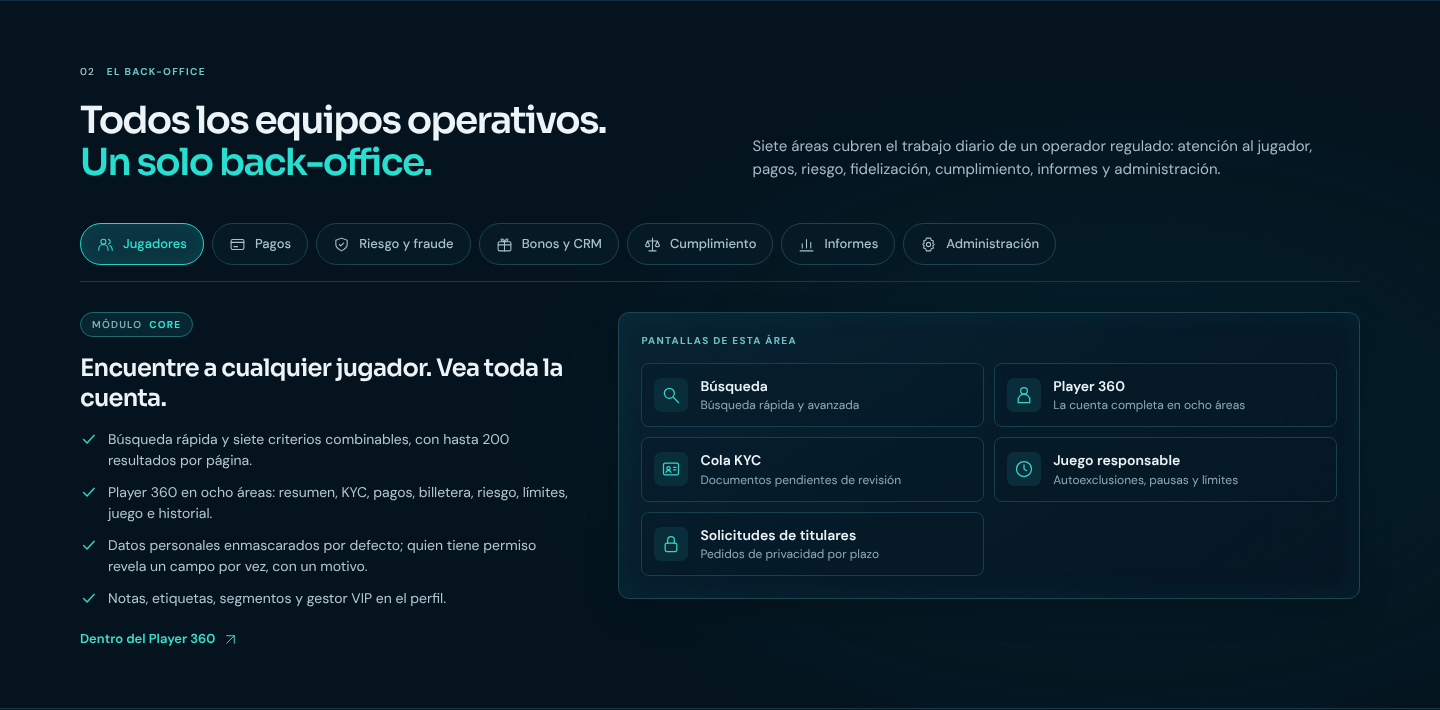 02 EL BACK-OFFICE
Todos los equipos operativos.
Un solo back-office.
Siete áreas cubren el trabajo diario de un operador regulado: atención al jugador,
pagos, riesgo, fidelización, cumplimiento, informes y administración.
Jugadores
Pagos
Riesgo y fraude
Bonos y CRM
Cumplimiento
Informes
Administración
MÓDULO CORE
Encuentre a cualquier jugador. Vea toda la
cuenta.
Búsqueda rápida y siete criterios combinables, con hasta 200
resultados por página.
Player 360 en ocho áreas: resumen, KYC, pagos, billetera, riesgo, límites,
juego e historial.
Datos personales enmascarados por defecto; quien tiene permiso
revela un campo por vez, con un motivo.
Notas, etiquetas, segmentos y gestor VIP en el perfil.
Dentro del Player 360
PANTALLAS DE ESTA ÁREA
Búsqueda
Búsqueda rápida y avanzada
Player 360
La cuenta completa en ocho áreas
Cola KYC
Documentos pendientes de revisión
Juego responsable
Autoexclusiones, pausas y límites
Solicitudes de titulares
Pedidos de privacidad por plazo